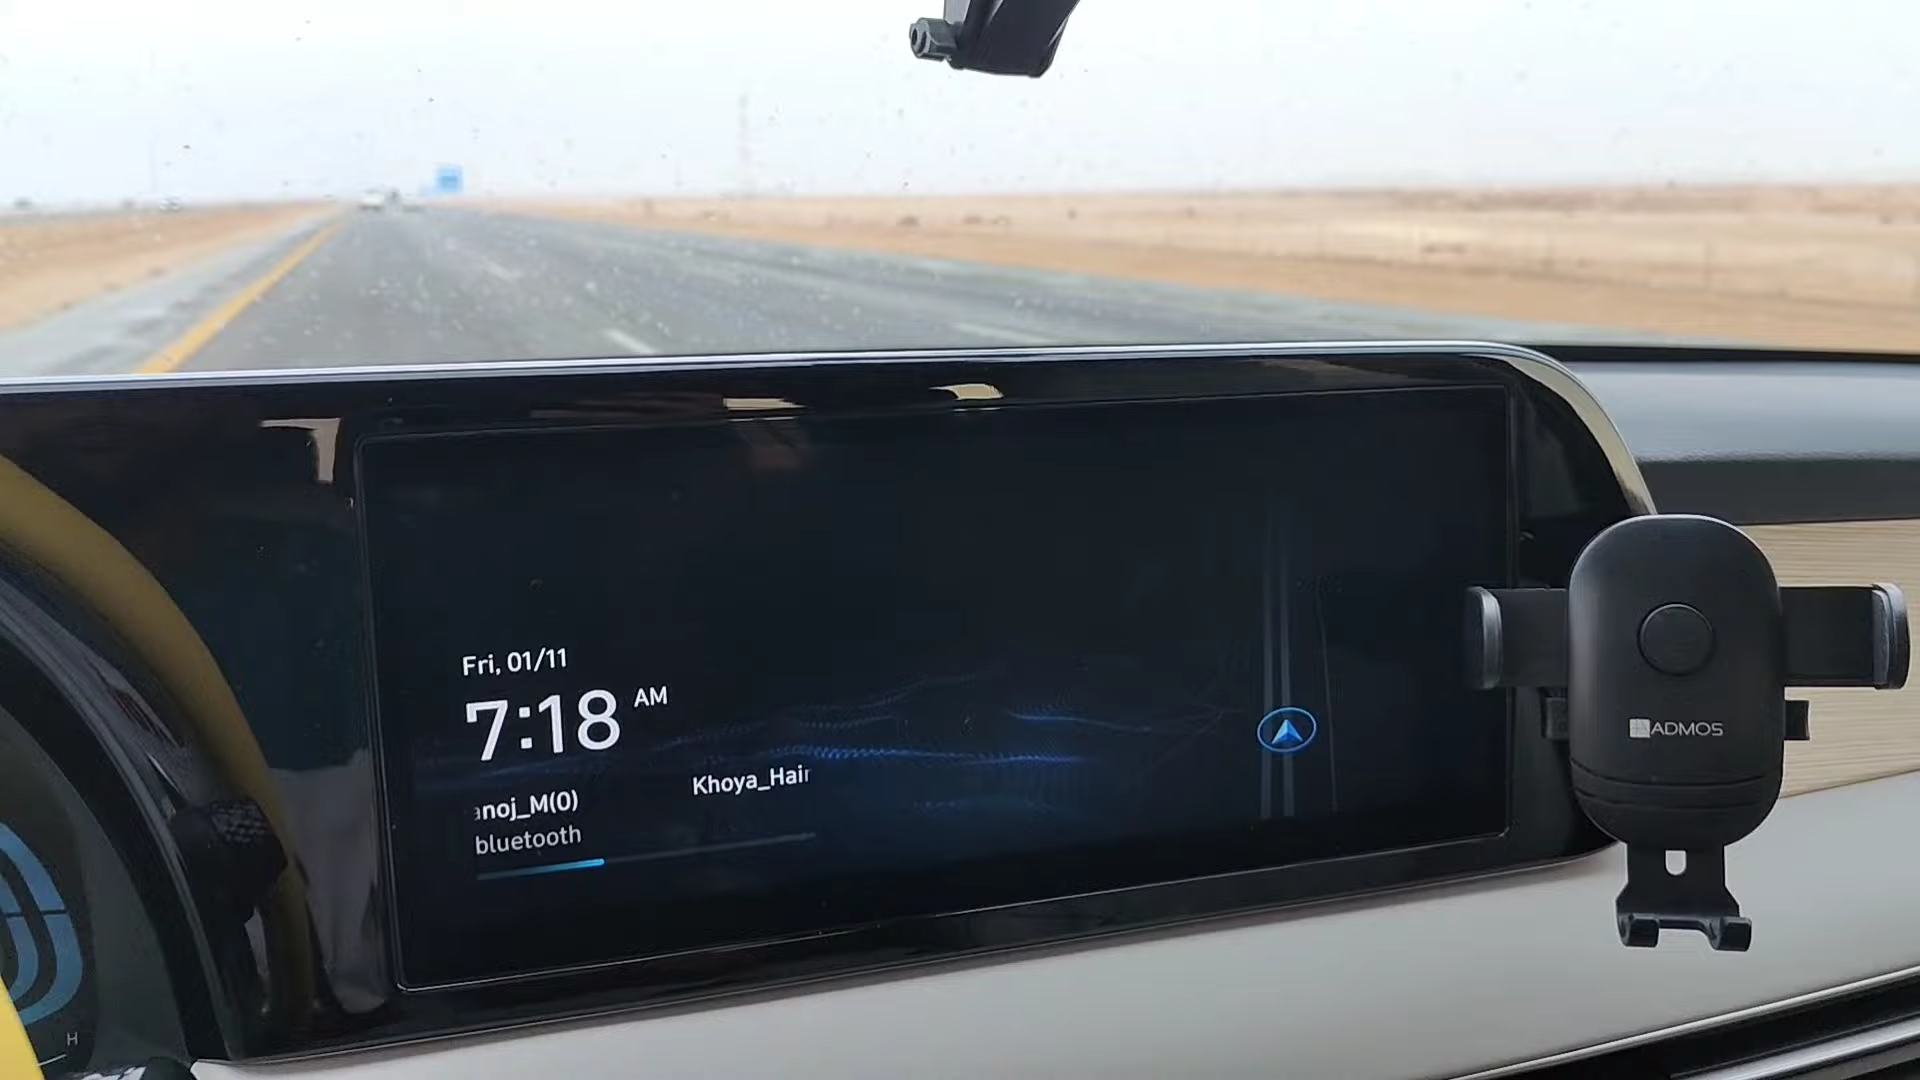 Fri, 01/11
7:18 AM
anoj_M(0)
Khoya_Hair
bluetooth
ADMOS
H